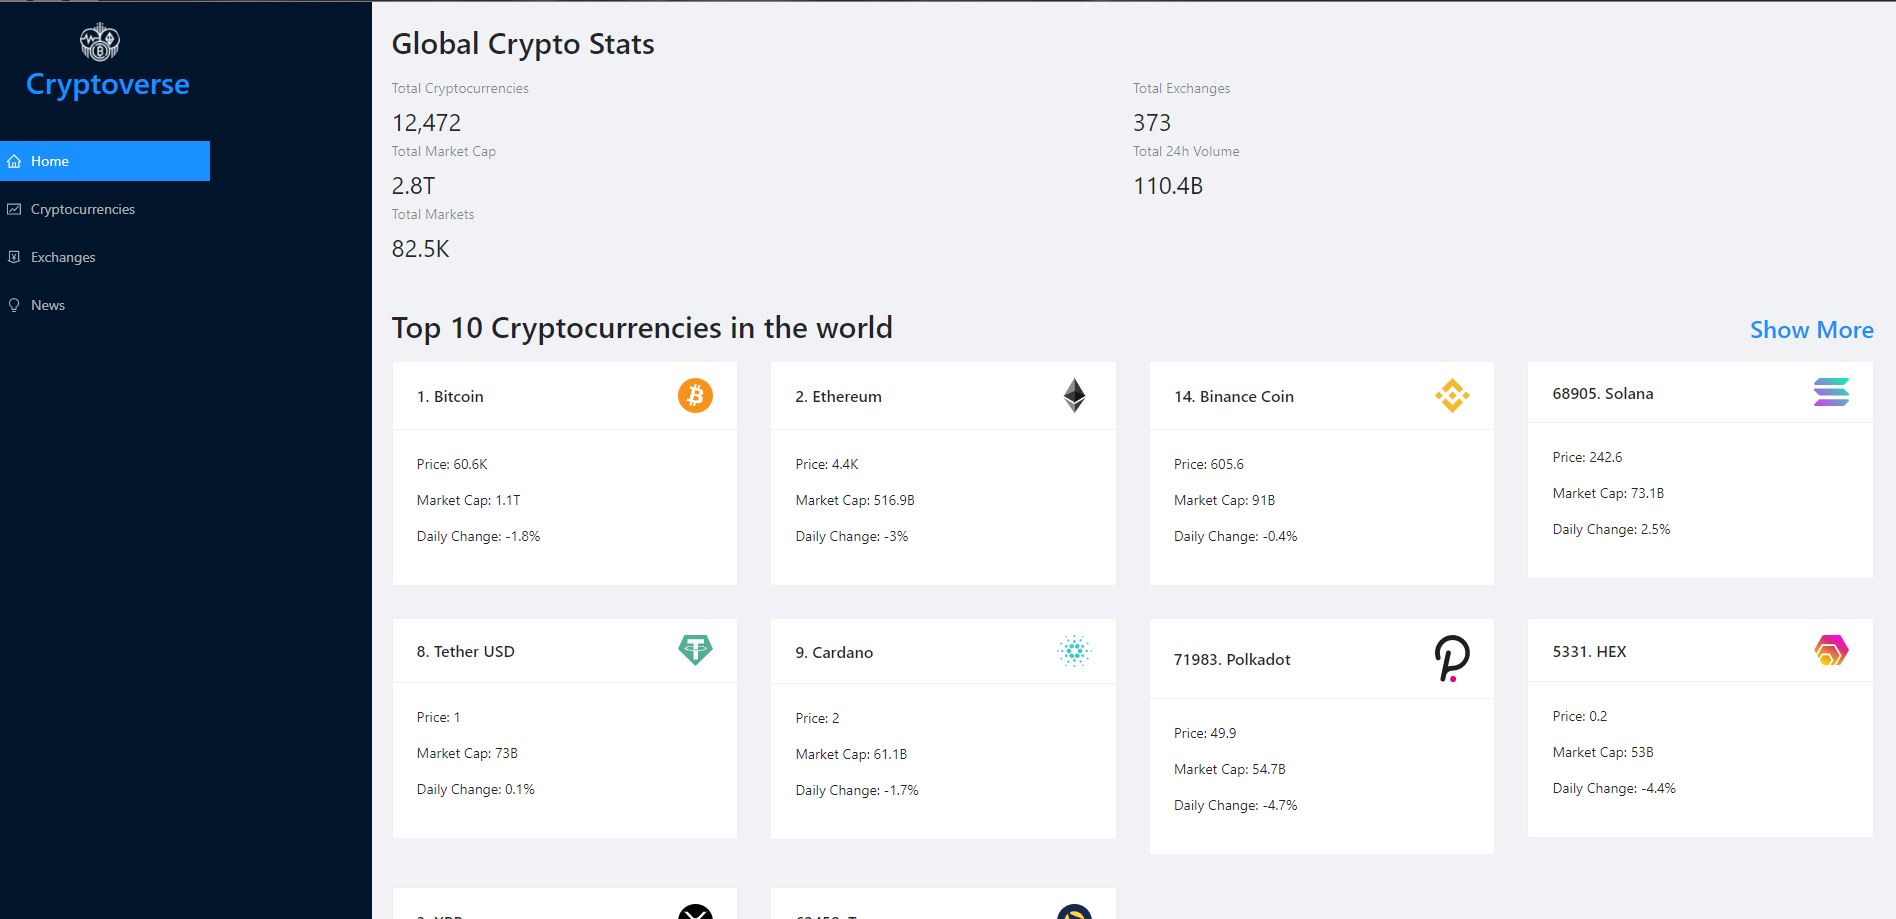 Cryptoverse
Home
Cryptocurrencies
Exchanges
News
Global Crypto Stats
Total Cryptocurrencies
12,472
Total Exchanges
373
Total Market Cap
2.8T
Total 24h Volume
110.4B
Total Markets
82.5K
Top 10 Cryptocurrencies in the world
Show More
1. Bitcoin
Price: 60.6K
Market Cap: 1.1T
Daily Change: -1.8%
2. Ethereum
Price: 4.4K
Market Cap: 516.9B
Daily Change: -3%
14. Binance Coin
Price: 605.6
Market Cap: 91B
Daily Change: -0.4%
68905. Solana
Price: 242.6
Market Cap: 73.1B
Daily Change: 2.5%
8. Tether USD
Price: 1
Market Cap: 73B
Daily Change: 0.1%
9. Cardano
Price: 2
Market Cap: 61.1B
Daily Change: -1.7%
71983. Polkadot
Price: 49.9
Market Cap: 54.7B
Daily Change: -4.7%
5331. HEX
Price: 0.2
Market Cap: 53B
Daily Change: -4.4%